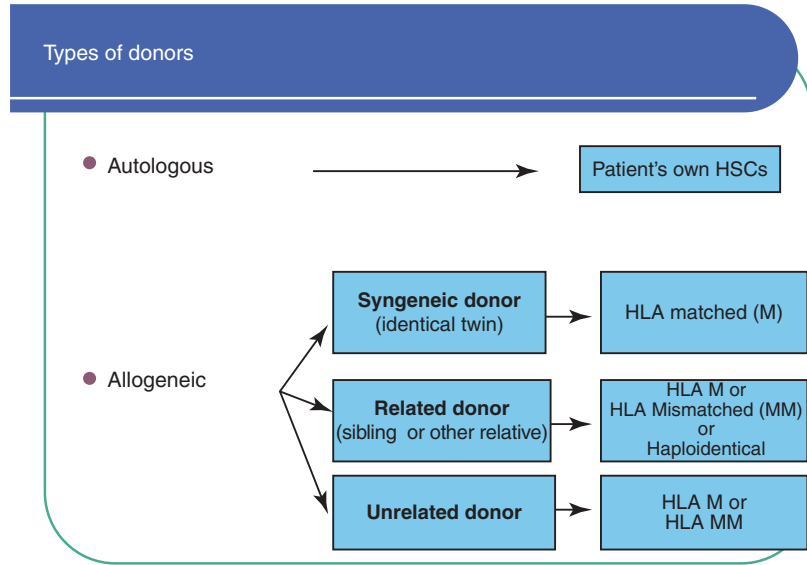 Types of donors
Autologous
Patient's own HSCs
Allogeneic
Syngeneic donor
(identical twin)
HLA matched (M)
Related donor
(sibling or other relative)
HLA M or
HLA Mismatched (MM)
or
Haploidentical
Unrelated donor
HLA M or
HLA MM